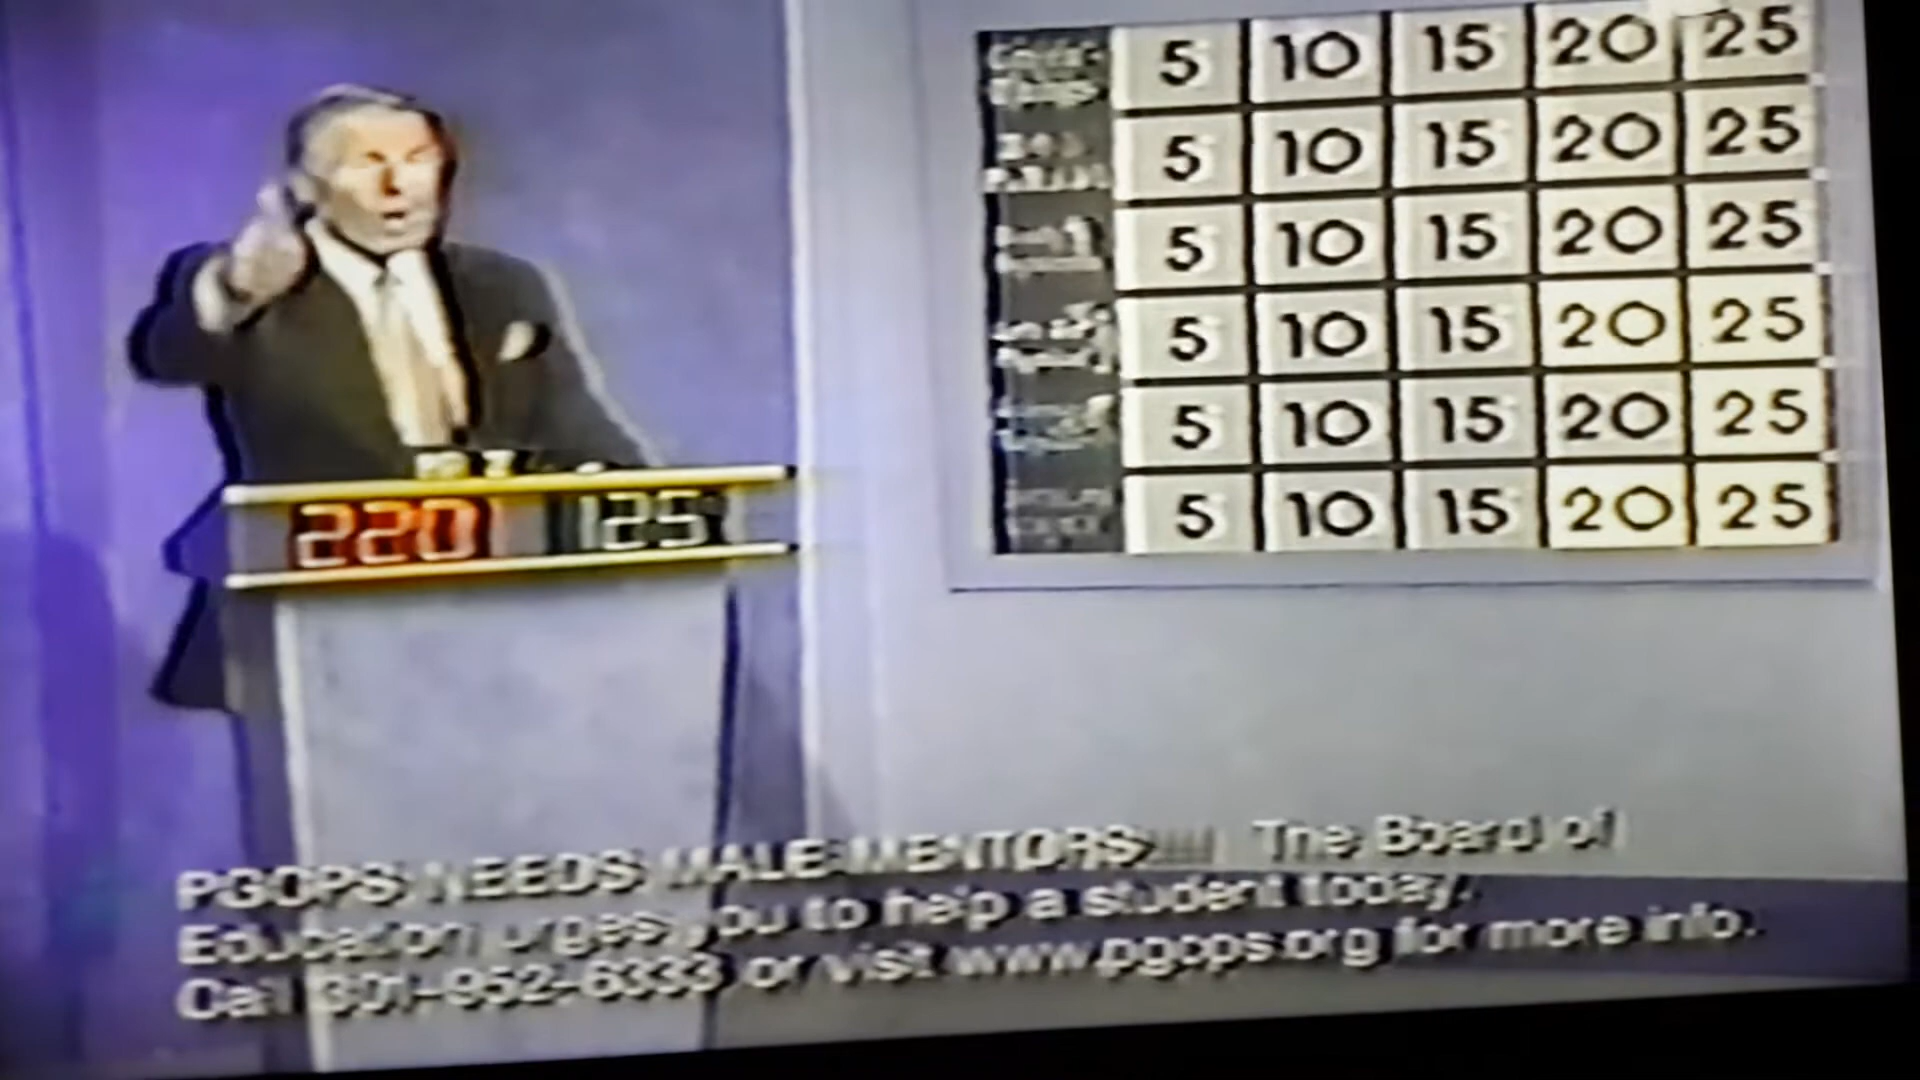 5 10 15 20 25
5 10 15 20 25
5 10 15 20 25
5 10 15 20 25
5 10 15 20 25
5 10 15 20 25
220 125
PGCPS NEEDS MALE MENTORS The Board of
Education urges you to help a student today.
Call 301-952-6333 or visit www.pgcps.org for more info.